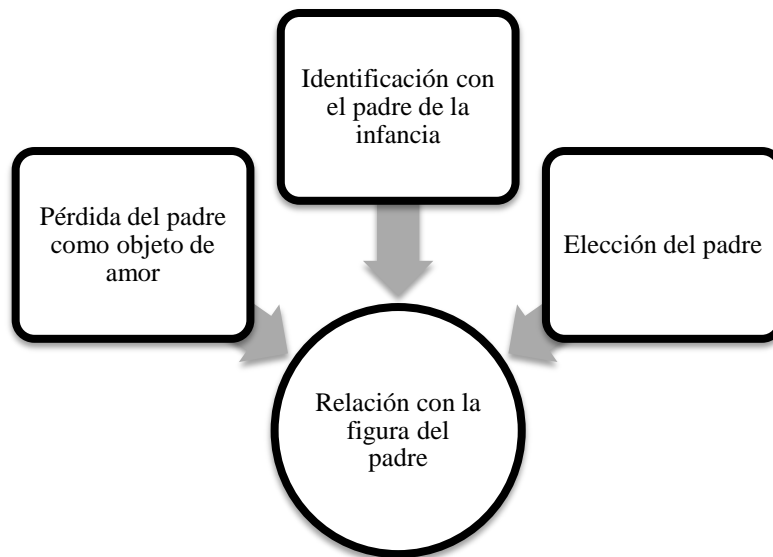 Identificación con
el padre de la
infancia
Pérdida del padre
como objeto de
amor
Elección del padre
Relación con la
figura del
padre